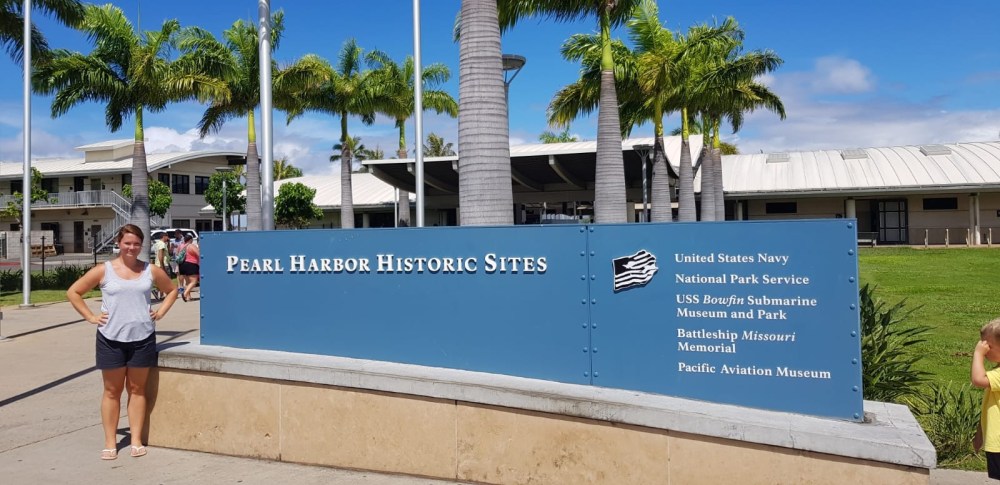 PEARL HARBOR HISTORIC SITES
United States Navy
National Park Service
USS Bowfin Submarine
Museum and Park
Battleship Missouri
Memorial
Pacific Aviation Museum